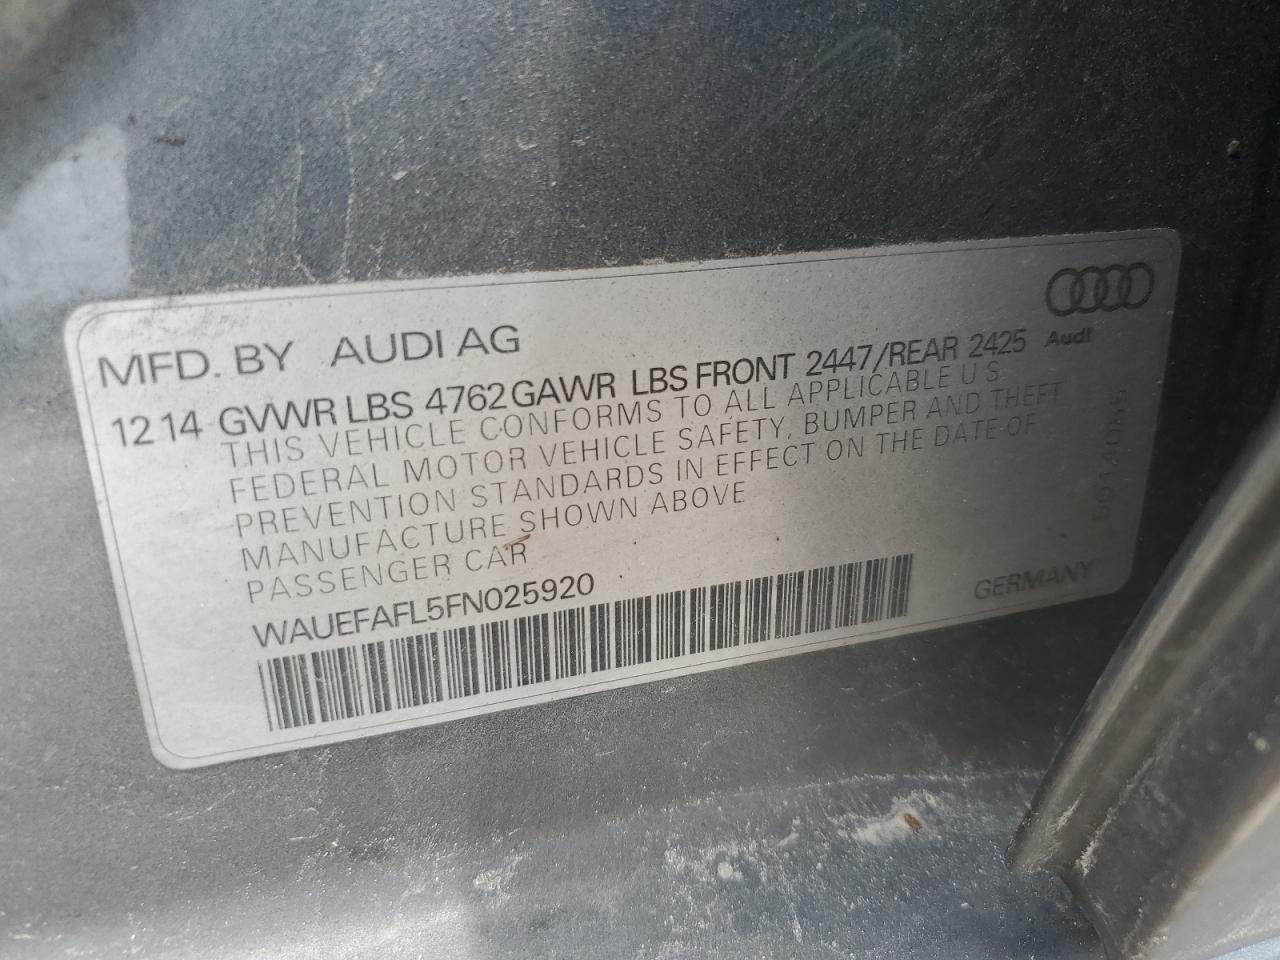 MFD. BY AUDI AG
Audi
12 14 GVWR LBS 4762 GAWR LBS FRONT 2447/REAR 2425
THIS VEHICLE CONFORMS TO ALL APPLICABLE U S
FEDERAL MOTOR VEHICLE SAFETY, BUMPER AND THEFT
PREVENTION STANDARDS IN EFFECT ON THE DATE OF
MANUFACTURE SHOWN ABOVE
PASSENGER CAR
WAUEFAFL5FN025920
GERMANY